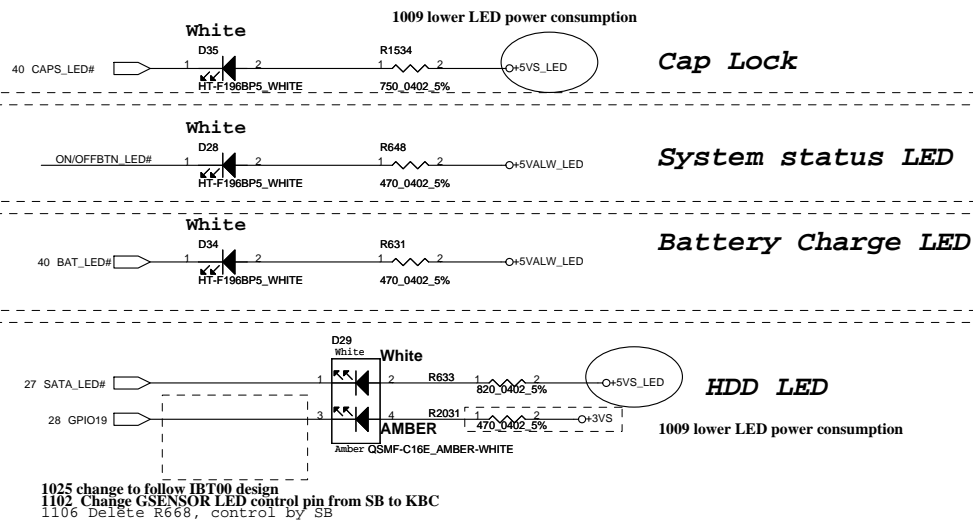 1009 lower LED power consumption
White
D35
R1534
40 CAPS_LED#
1
2
1
2
+5VS_LED
Cap Lock
HT-F196BP5_WHITE
750_0402_5%
White
D28
R648
ON/OFFBTN_LED#
1
2
1
2
+5VALW_LED
System status LED
HT-F196BP5_WHITE
470_0402_5%
White
D34
R631
40 BAT_LED#
1
2
1
2
+5VALW_LED
Battery Charge LED
HT-F196BP5_WHITE
470_0402_5%
D29
White
White
27 SATA_LED#
1
2
R633
1
2
+5VS_LED
HDD LED
820_0402_5%
28 GPIO19
3
4
R2031
1
2
+3VS
AMBER
470_0402_5%
1009 lower LED power consumption
Amber
QSMF-C16E_AMBER-WHITE
1025 change to follow IBT00 design
1102 Change GSENSOR LED control pin from SB to KBC
1106 Delete R668, control by SB